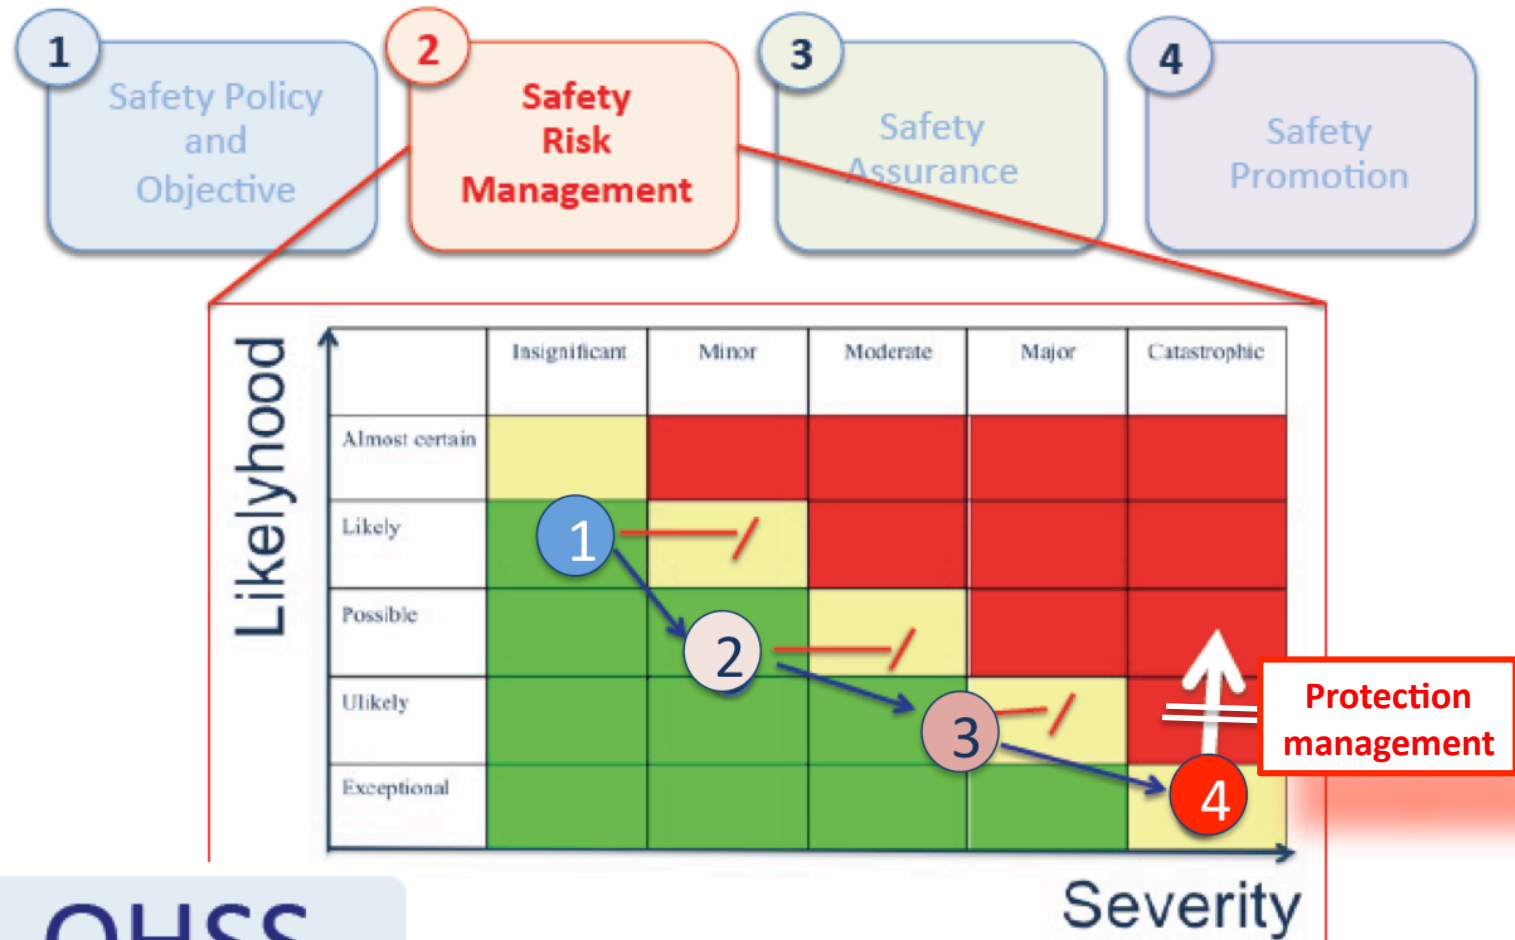 1
Safety Policy
and
Objective
2
Safety
Risk
Management
3
Safety
Assurance
4
Safety
Promotion
Likelyhood
Insignificant Minor Moderate Major Catastrophic
Almost certain
Likely
1
Possible
2
Ulikely
3
Exceptional
4
Protection
management
Severity
QHSS